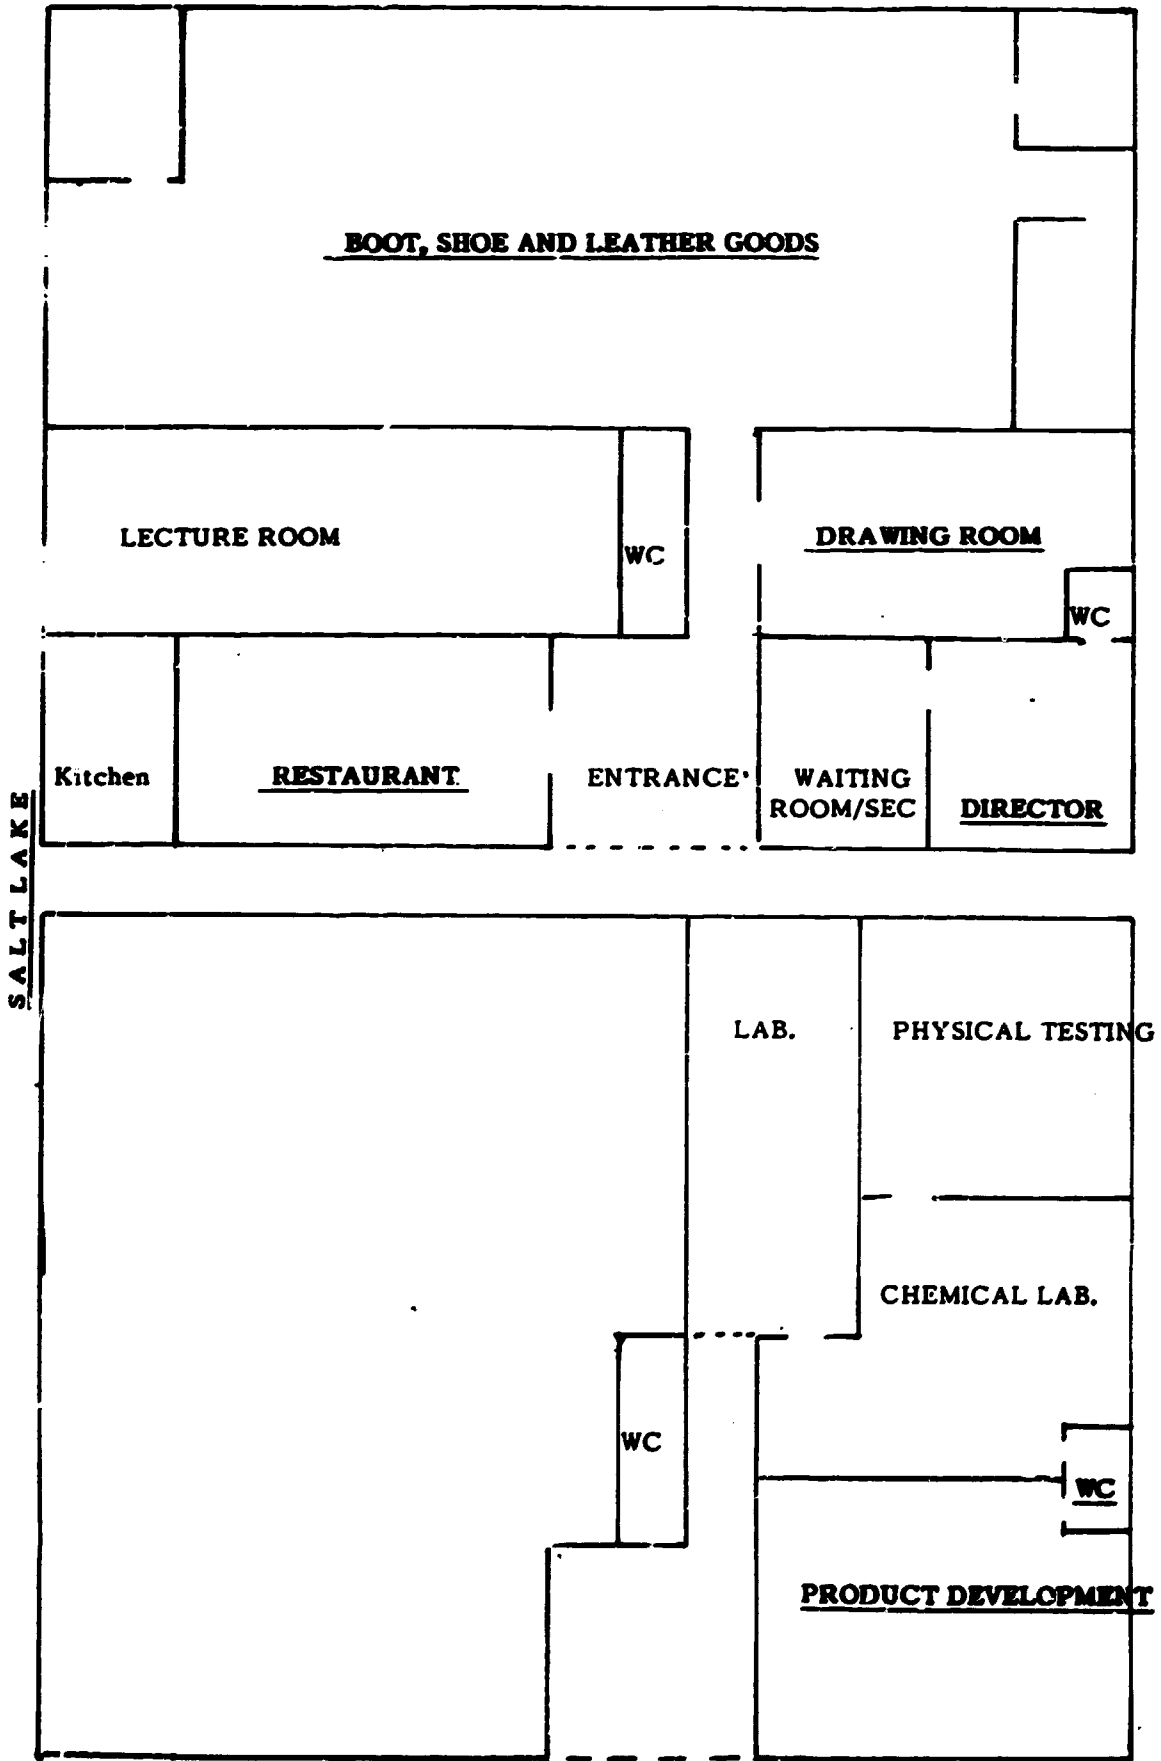 BOOT, SHOE AND LEATHER GOODS
LECTURE ROOM
WC
DRAWING ROOM
WC
Kitchen
RESTAURANT
ENTRANCE
WAITING
ROOM/SEC
DIRECTOR
SALT LAKE
LAB.
PHYSICAL TESTING
CHEMICAL LAB.
WC
WC
PRODUCT DEVELOPMENT